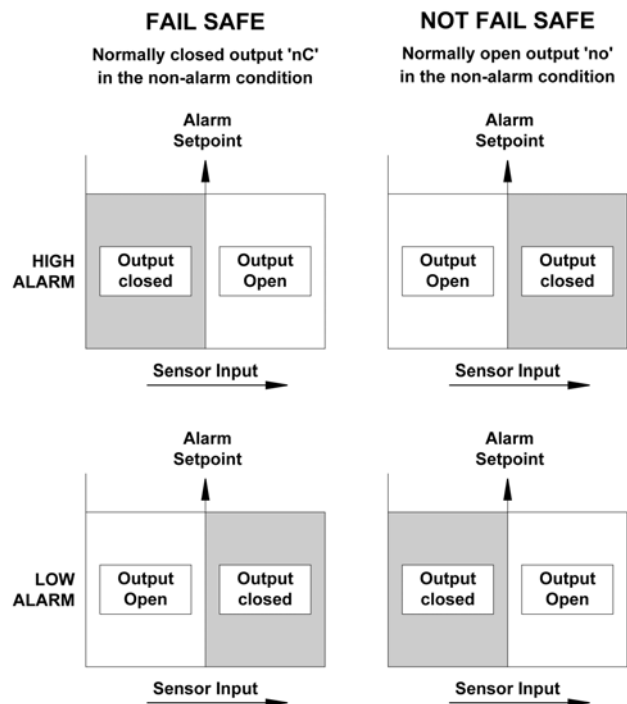 FAIL SAFE
Normally closed output 'nC'
in the non-alarm condition
NOT FAIL SAFE
Normally open output 'no'
in the non-alarm condition
Alarm
Setpoint
Alarm
Setpoint
HIGH
ALARM
Output
closed
Output
Open
Output
Open
Output
closed
Sensor Input
Sensor Input
Alarm
Setpoint
Alarm
Setpoint
LOW
ALARM
Output
Open
Output
closed
Output
closed
Output
Open
Sensor Input
Sensor Input